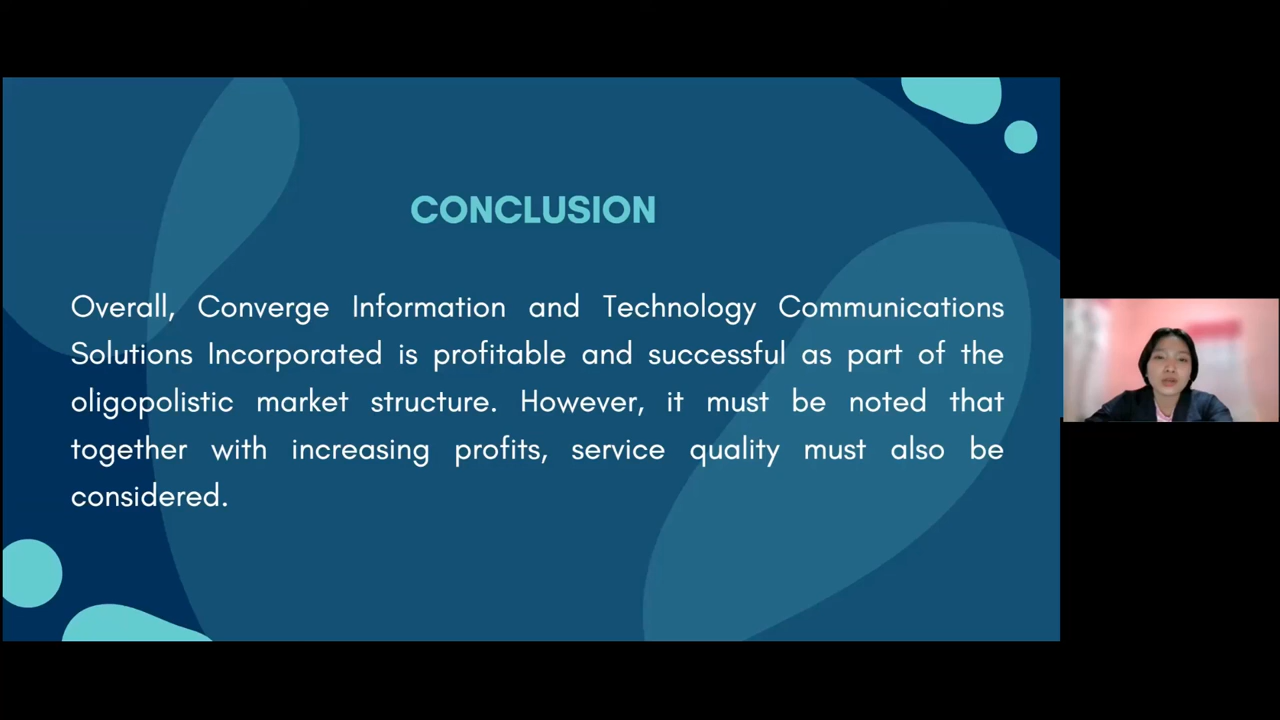 CONCLUSION
Overall, Converge Information and Technology Communications
Solutions Incorporated is profitable and successful as part of the
oligopolistic market structure. However, it must be noted that
together with increasing profits, service quality must also be
considered.